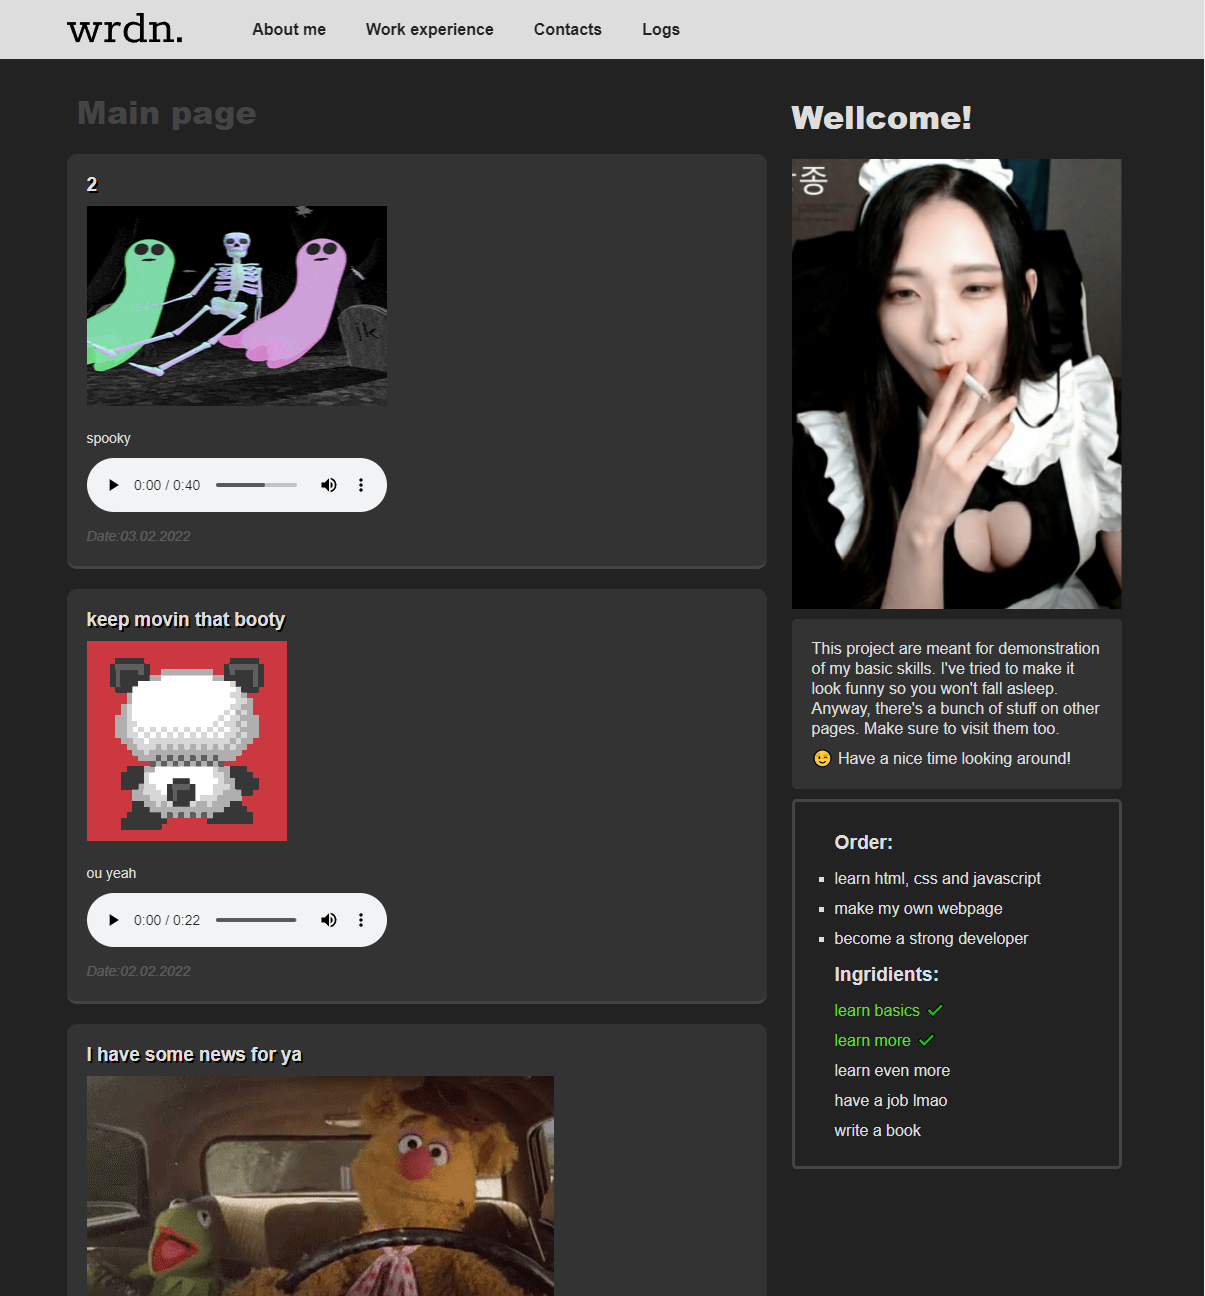 wrdn.
About me
Work experience
Contacts
Logs
Main page
2
jk
spooky
0:00 / 0:40
Date:03.02.2022
keep movin that booty
ou yeah
0:00 / 0:22
Date:02.02.2022
I have some news for ya
Wellcome!
종
This project are meant for demonstration
of my basic skills. I've tried to make it
look funny so you won't fall asleep.
Anyway, there's a bunch of stuff on other
pages. Make sure to visit them too.
😉 Have a nice time looking around!
Order:
learn html, css and javascript
make my own webpage
become a strong developer
Ingridients:
learn basics ✓
learn more ✓
learn even more
have a job lmao
write a book